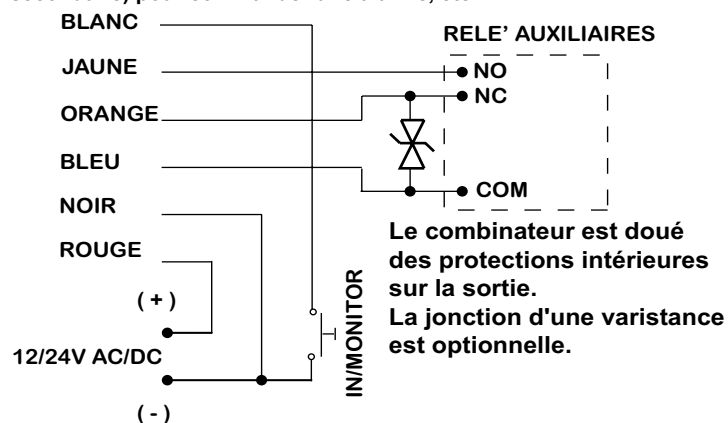 BLANC
RELE' AUXILIAIRES
JAUNE
NO
NC
ORANGE
BLEU
COM
NOIR
ROUGE
Le combinateur est doué
des protections intérieures
sur la sortie.
La jonction d'une varistance
est optionnelle.
( + )
IN/MONITOR
12/24V AC/DC
( - )